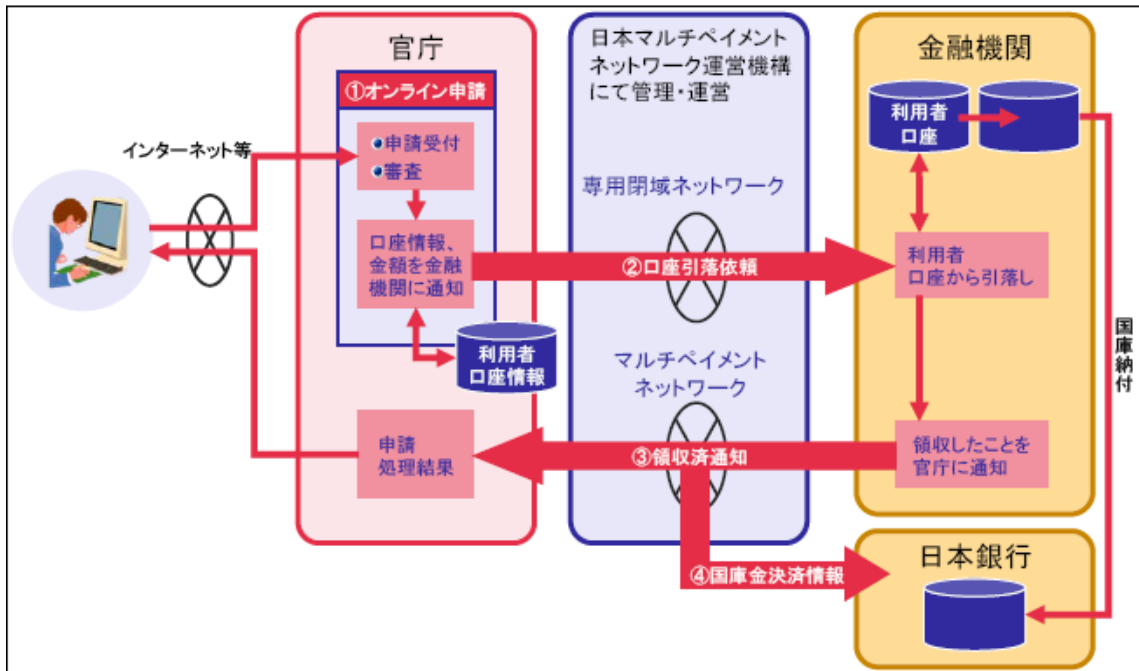 官庁
①オンライン申請
●申請受付
●審査
口座情報、
金額を金融
機関に通知
利用者
口座情報
申請
処理結果
インターネット等
日本マルチペイメント
ネットワーク運営機構
にて管理・運営
専用閉域ネットワーク
②口座引落依頼
マルチペイメント
ネットワーク
③領収済通知
④国庫金決済情報
金融機関
利用者
口座
利用者
口座から引落し
領収したことを
官庁に通知
国庫納付
日本銀行